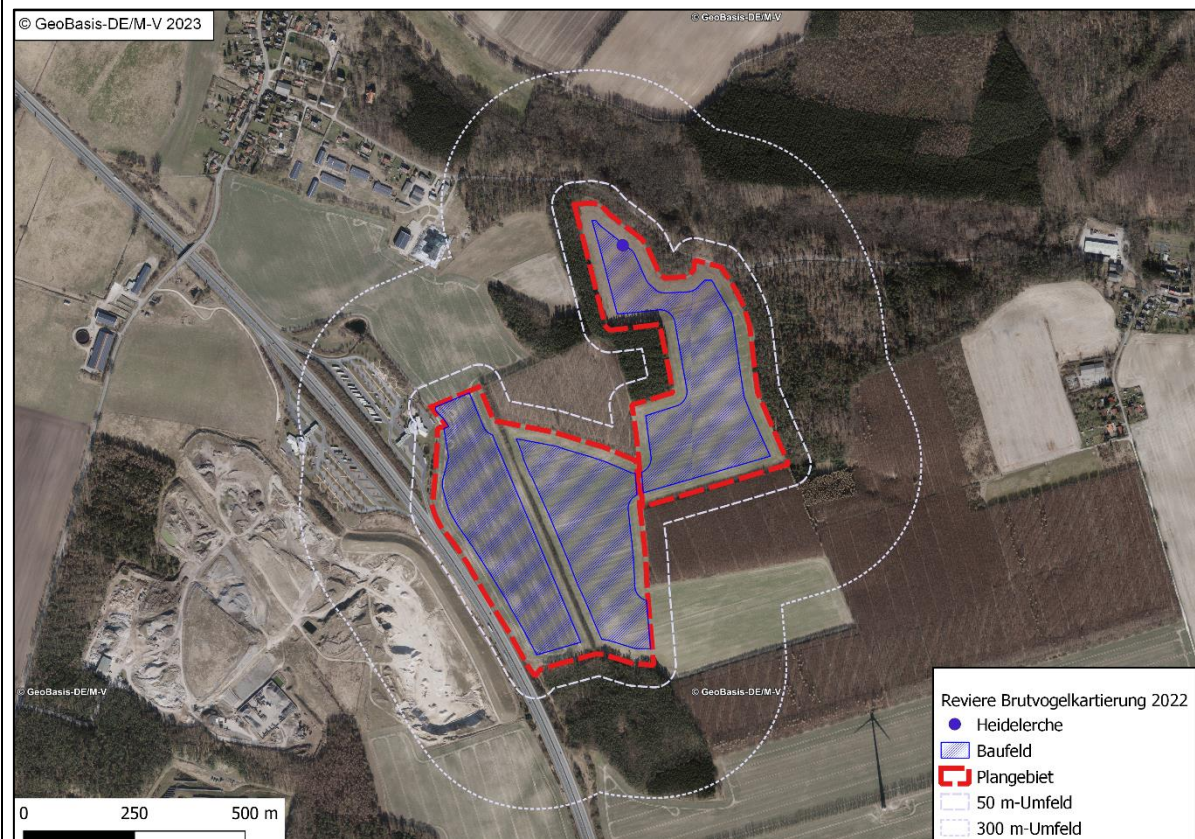 © GeoBasis-DE/M-V 2023
© GeoBasis-DE/M-V
© GeoBasis-DE/M-V
© GeoBasis-DE/M-V
Reviere Brutvogelkartierung 2022
Heidelerche
Baufeld
Plangebiet
50 m-Umfeld
300 m-Umfeld
0 250 500 m